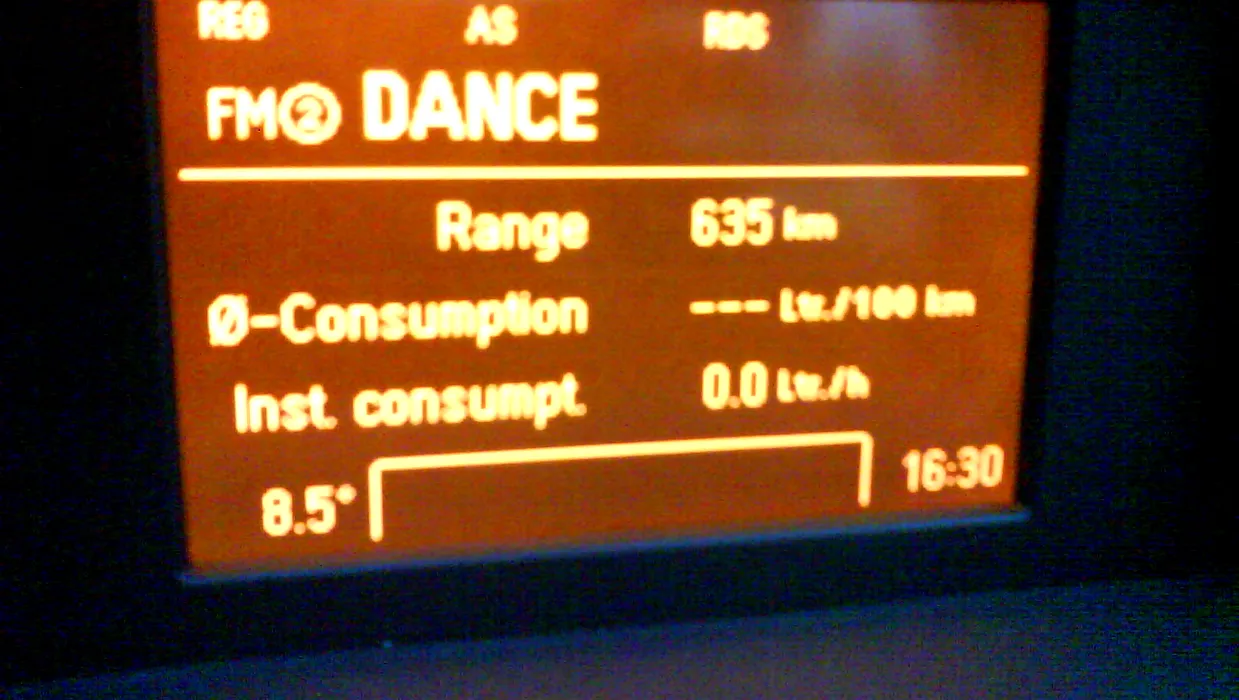 REG AS RDS
FM② DANCE
Range 635 km
Ø-Consumption --- Ltr./100 km
Inst. consumpt. 0.0 Ltr./h
8.5° 16:30